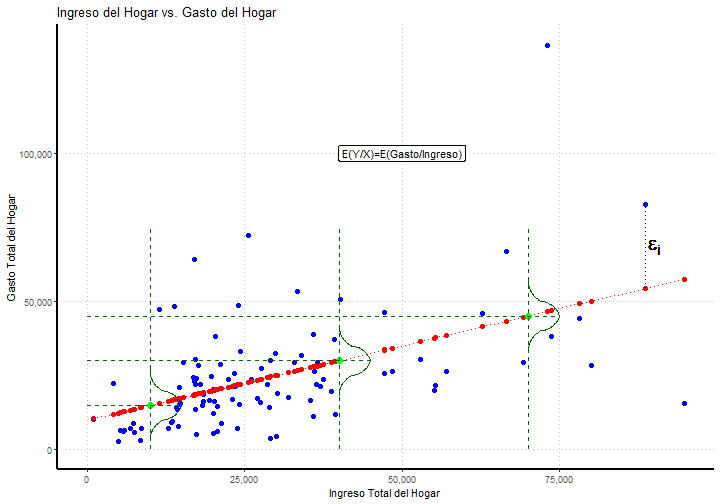 Ingreso del Hogar vs. Gasto del Hogar
E(Y/X)=E(Gasto/Ingreso)
εi
Gasto Total del Hogar
100,000
50,000
0
0
25,000
50,000
75,000
Ingreso Total del Hogar